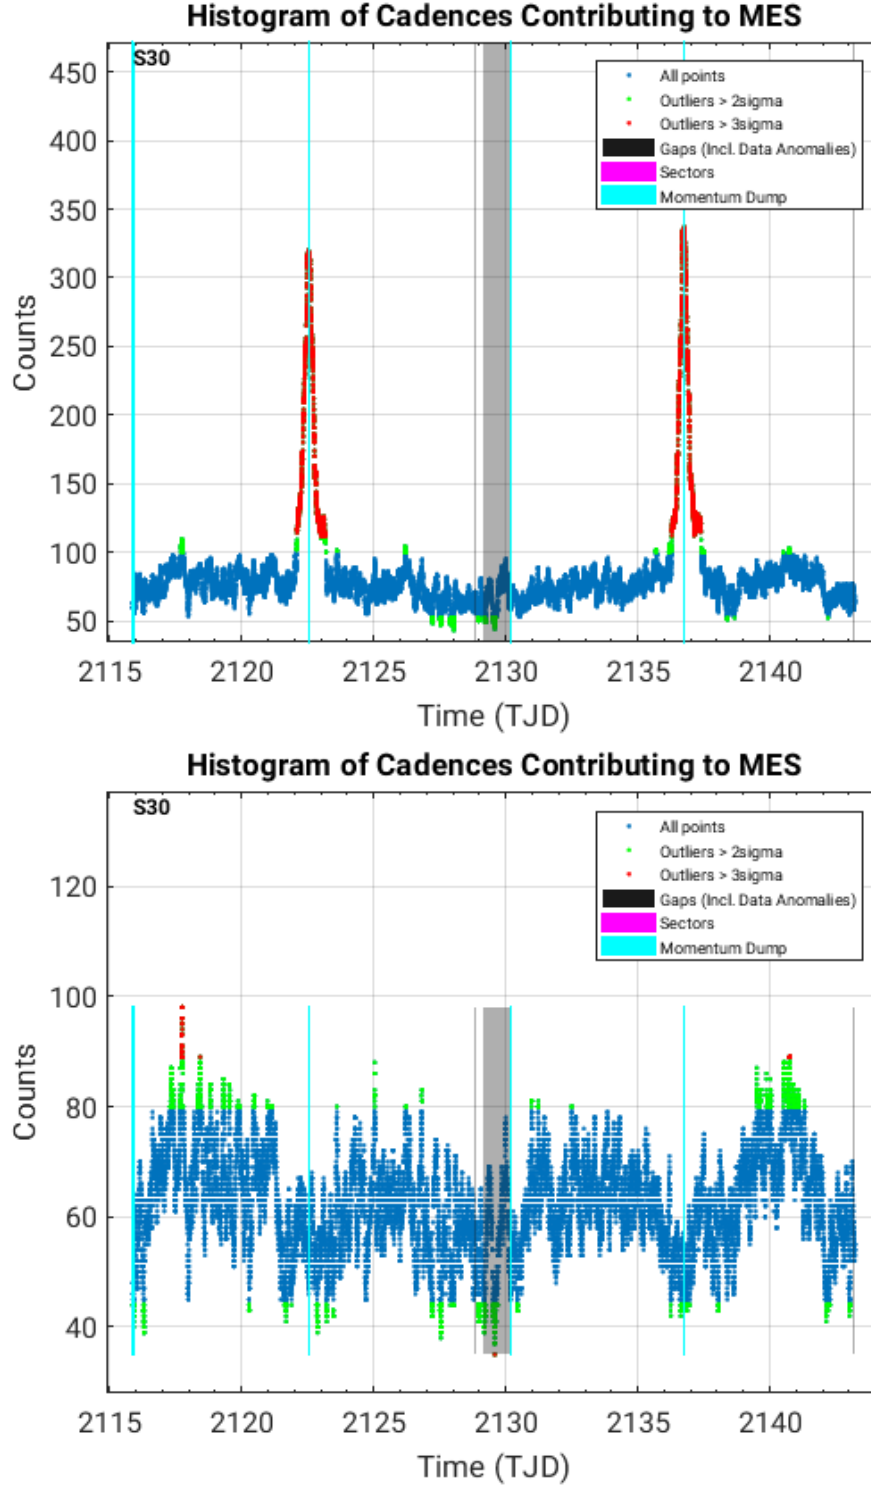 Histogram of Cadences Contributing to MES
S30
All points
Outliers > 2sigma
Outliers > 3sigma
Gaps (Incl. Data Anomalies)
Sectors
Momentum Dump
450
400
350
300
250
200
150
100
50
Counts
2115 2120 2125 2130 2135 2140
Time (TJD)
Histogram of Cadences Contributing to MES
S30
All points
Outliers > 2sigma
Outliers > 3sigma
Gaps (Incl. Data Anomalies)
Sectors
Momentum Dump
120
100
80
60
40
Counts
2115 2120 2125 2130 2135 2140
Time (TJD)